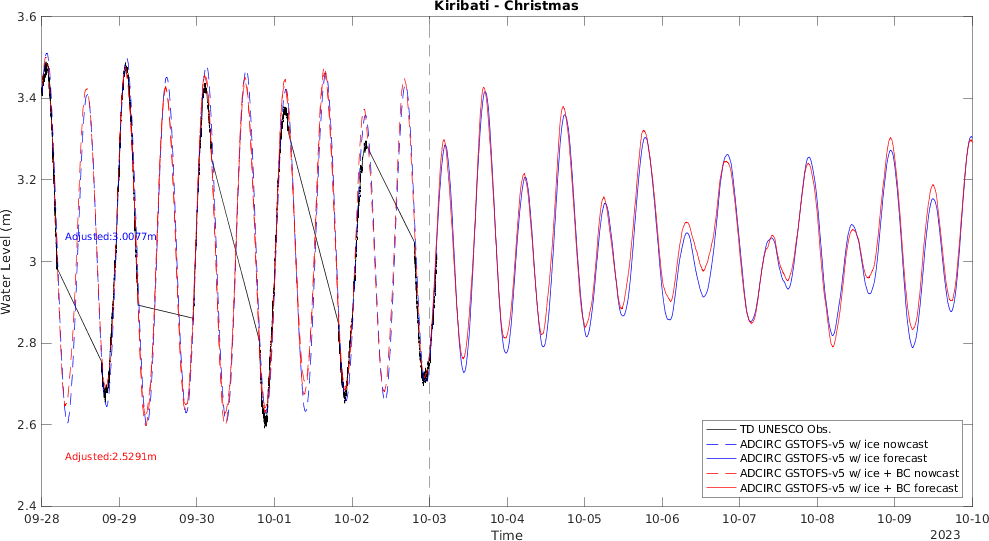 Kiribati - Christmas
3.6
3.4
3.2
3
2.8
2.6
2.4
Water Level (m)
Adjusted:3.0077m
Adjusted:2.5291m
TD UNESCO Obs.
ADCIRC GSTOFS-v5 w/ ice nowcast
ADCIRC GSTOFS-v5 w/ ice forecast
ADCIRC GSTOFS-v5 w/ ice + BC nowcast
ADCIRC GSTOFS-v5 w/ ice + BC forecast
09-28 09-29 09-30 10-01 10-02 10-03 10-04 10-05 10-06 10-07 10-08 10-09 10-10
Time
2023